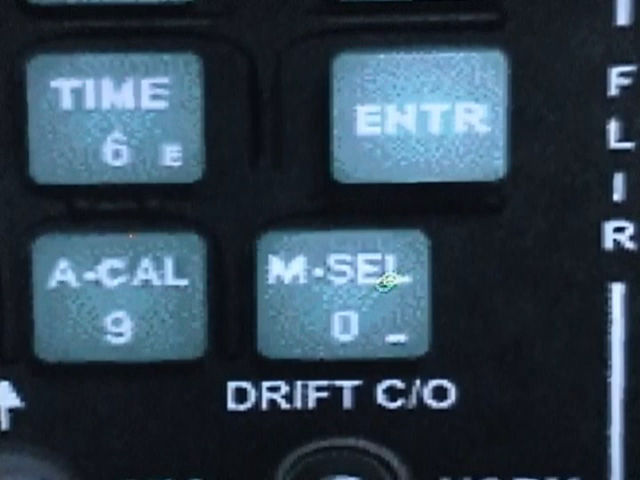 TIME
6 E
ENTR
A-CAL
9
M-SEL
0 -
DRIFT C/O
FLIR